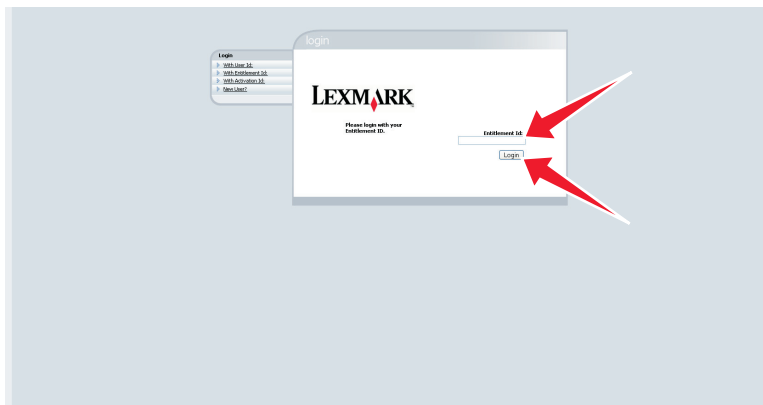 login
Login
With User Id:
With Entitlement Id:
With Activation Id:
New User?
LEXMARK
Please login with your
Entitlement ID.
Entitlement Id:
Login